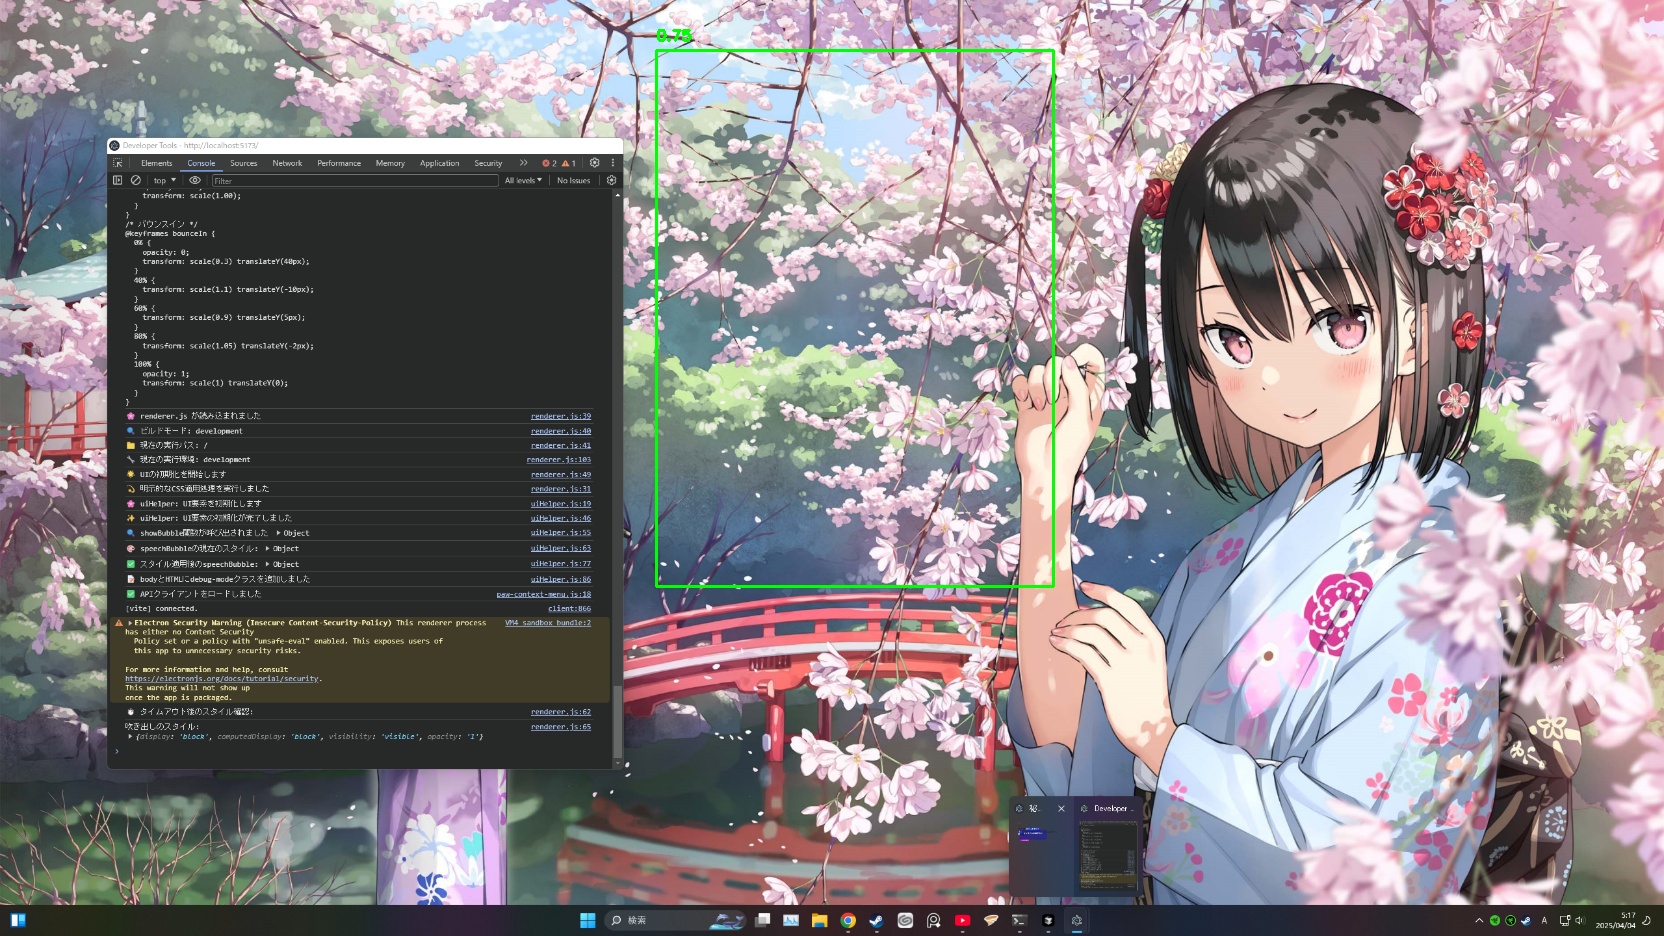 0.75
Developer Tools - http://localhost:5173/
Elements Console Sources Network Performance Memory Application Security 2 1
top Filter All levels No Issues
transform: scale(1.00);
}
}
/* バウンスイン */
@keyframes bounceIn {
0% {
opacity: 0;
transform: scale(0.3) translateY(40px);
}
40% {
transform: scale(1.1) translateY(-10px);
}
60% {
transform: scale(0.9) translateY(5px);
}
80% {
transform: scale(1.05) translateY(-2px);
}
100% {
opacity: 1;
transform: scale(1) translateY(0);
}
}
renderer.js が読み込まれました renderer.js:39
ビルドモード: development renderer.js:40
現在の実行パス: / renderer.js:41
現在の実行環境: development renderer.js:103
UIの初期化を開始します renderer.js:49
明示的なCSS適用処理を実行しました renderer.js:31
uiHelper: UI要素を初期化します uiHelper.js:19
uiHelper: UI要素の初期化が完了しました uiHelper.js:46
showBubble関数が呼び出されました ▶ Object uiHelper.js:55
speechBubbleの現在のスタイル: ▶ Object uiHelper.js:63
スタイル適用後のspeechBubble: ▶ Object uiHelper.js:77
bodyとHTMLにdebug-modeクラスを追加しました uiHelper.js:86
APIクライアントをロードしました paw-context-menu.js:18
[vite] connected. client:866
▶ Electron Security Warning (Insecure Content-Security-Policy) This renderer process VM4 sandbox bundle:2
has either no Content Security
Policy set or a policy with "unsafe-eval" enabled. This exposes users of
this app to unnecessary security risks.
For more information and help, consult
https://electronjs.org/docs/tutorial/security.
This warning will not show up
once the app is packaged.
タイムアウト後のスタイル確認: renderer.js:62
吹き出しのスタイル: renderer.js:65
▶ {display: 'block', computedDisplay: 'block', visibility: 'visible', opacity: '1'}
Developer ...
検索
A
5:17
2025/04/04